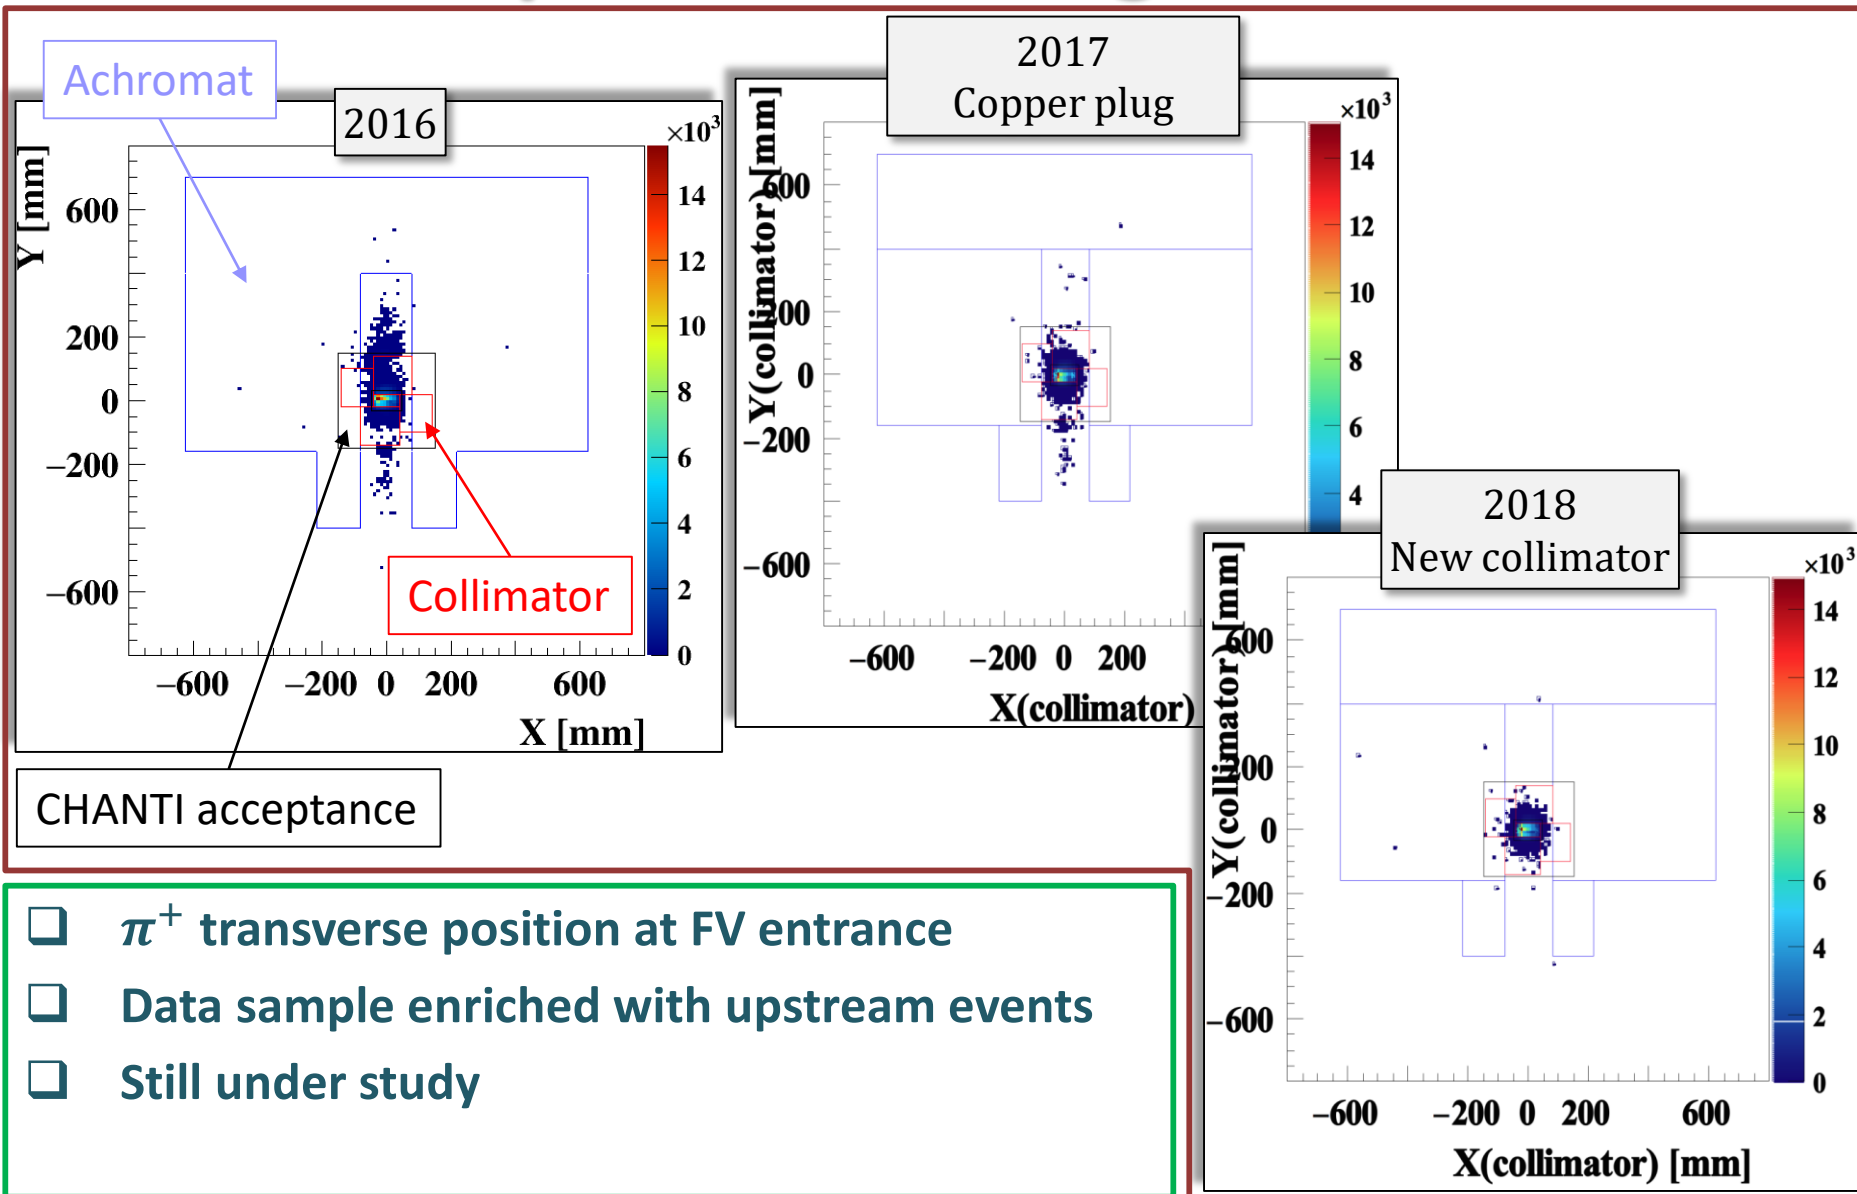 Achromat
2016
×10³
Y [mm]
600
200
0
−200
−600
14
12
10
8
6
4
2
0
−600 −200 0 200 600
X [mm]
Collimator
CHANTI acceptance
2017
Copper plug
×10³
Y(collimator) [mm]
600
200
0
−200
−600
14
12
10
8
6
4
−600 −200 0 200
X(collimator)
2018
New collimator
×10³
Y(collimator) [mm]
600
200
0
−200
−600
14
12
10
8
6
4
2
0
−600 −200 0 200 600
X(collimator) [mm]
π⁺ transverse position at FV entrance
Data sample enriched with upstream events
Still under study